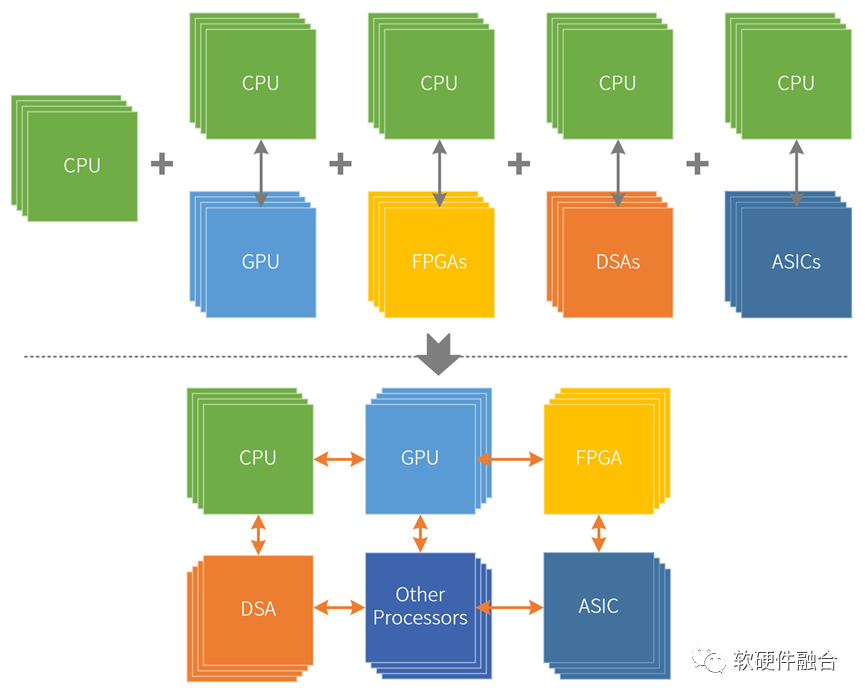 CPU
CPU
CPU
CPU
CPU
GPU
FPGAs
DSAs
ASICs
CPU
GPU
FPGA
DSA
Other
Processors
ASIC
软硬件融合